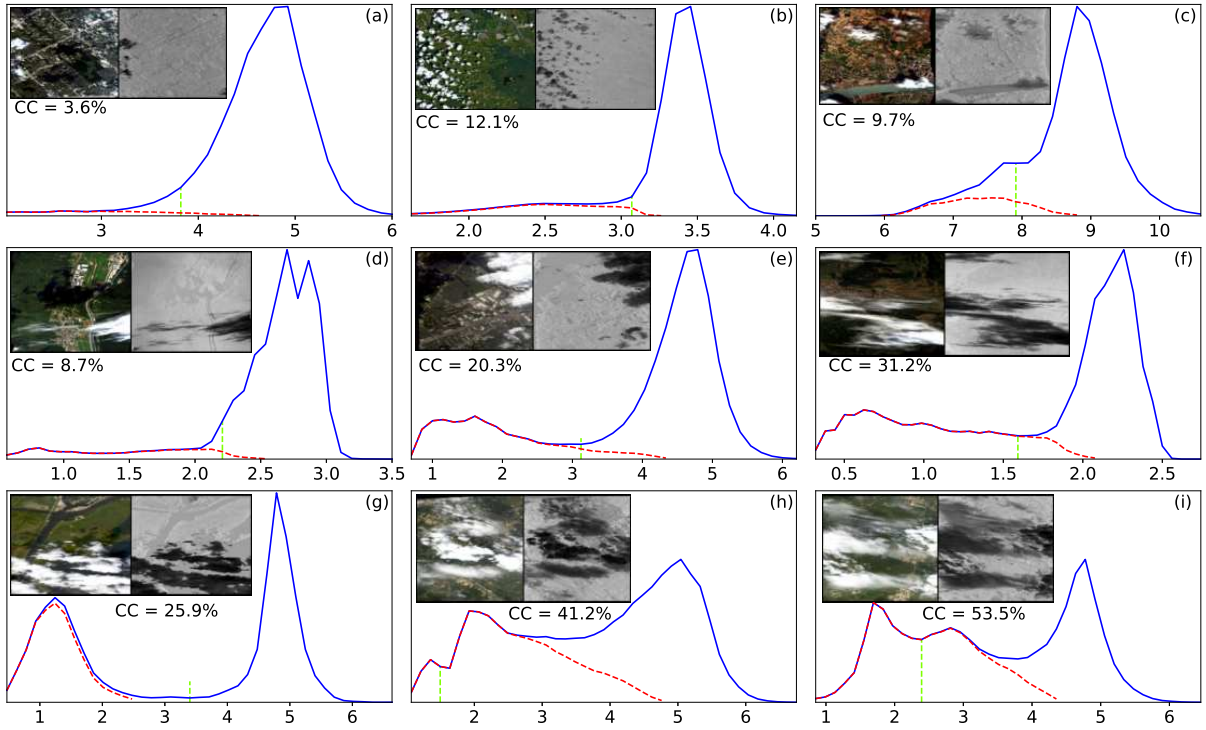 (a)
CC = 3.6%
3 4 5 6
(b)
CC = 12.1%
2.0 2.5 3.0 3.5 4.0
(c)
CC = 9.7%
5 6 7 8 9 10
(d)
CC = 8.7%
1.0 1.5 2.0 2.5 3.0 3.5
(e)
CC = 20.3%
1 2 3 4 5 6
(f)
CC = 31.2%
0.5 1.0 1.5 2.0 2.5
(g)
CC = 25.9%
1 2 3 4 5 6
(h)
CC = 41.2%
2 3 4 5 6
(i)
CC = 53.5%
1 2 3 4 5 6